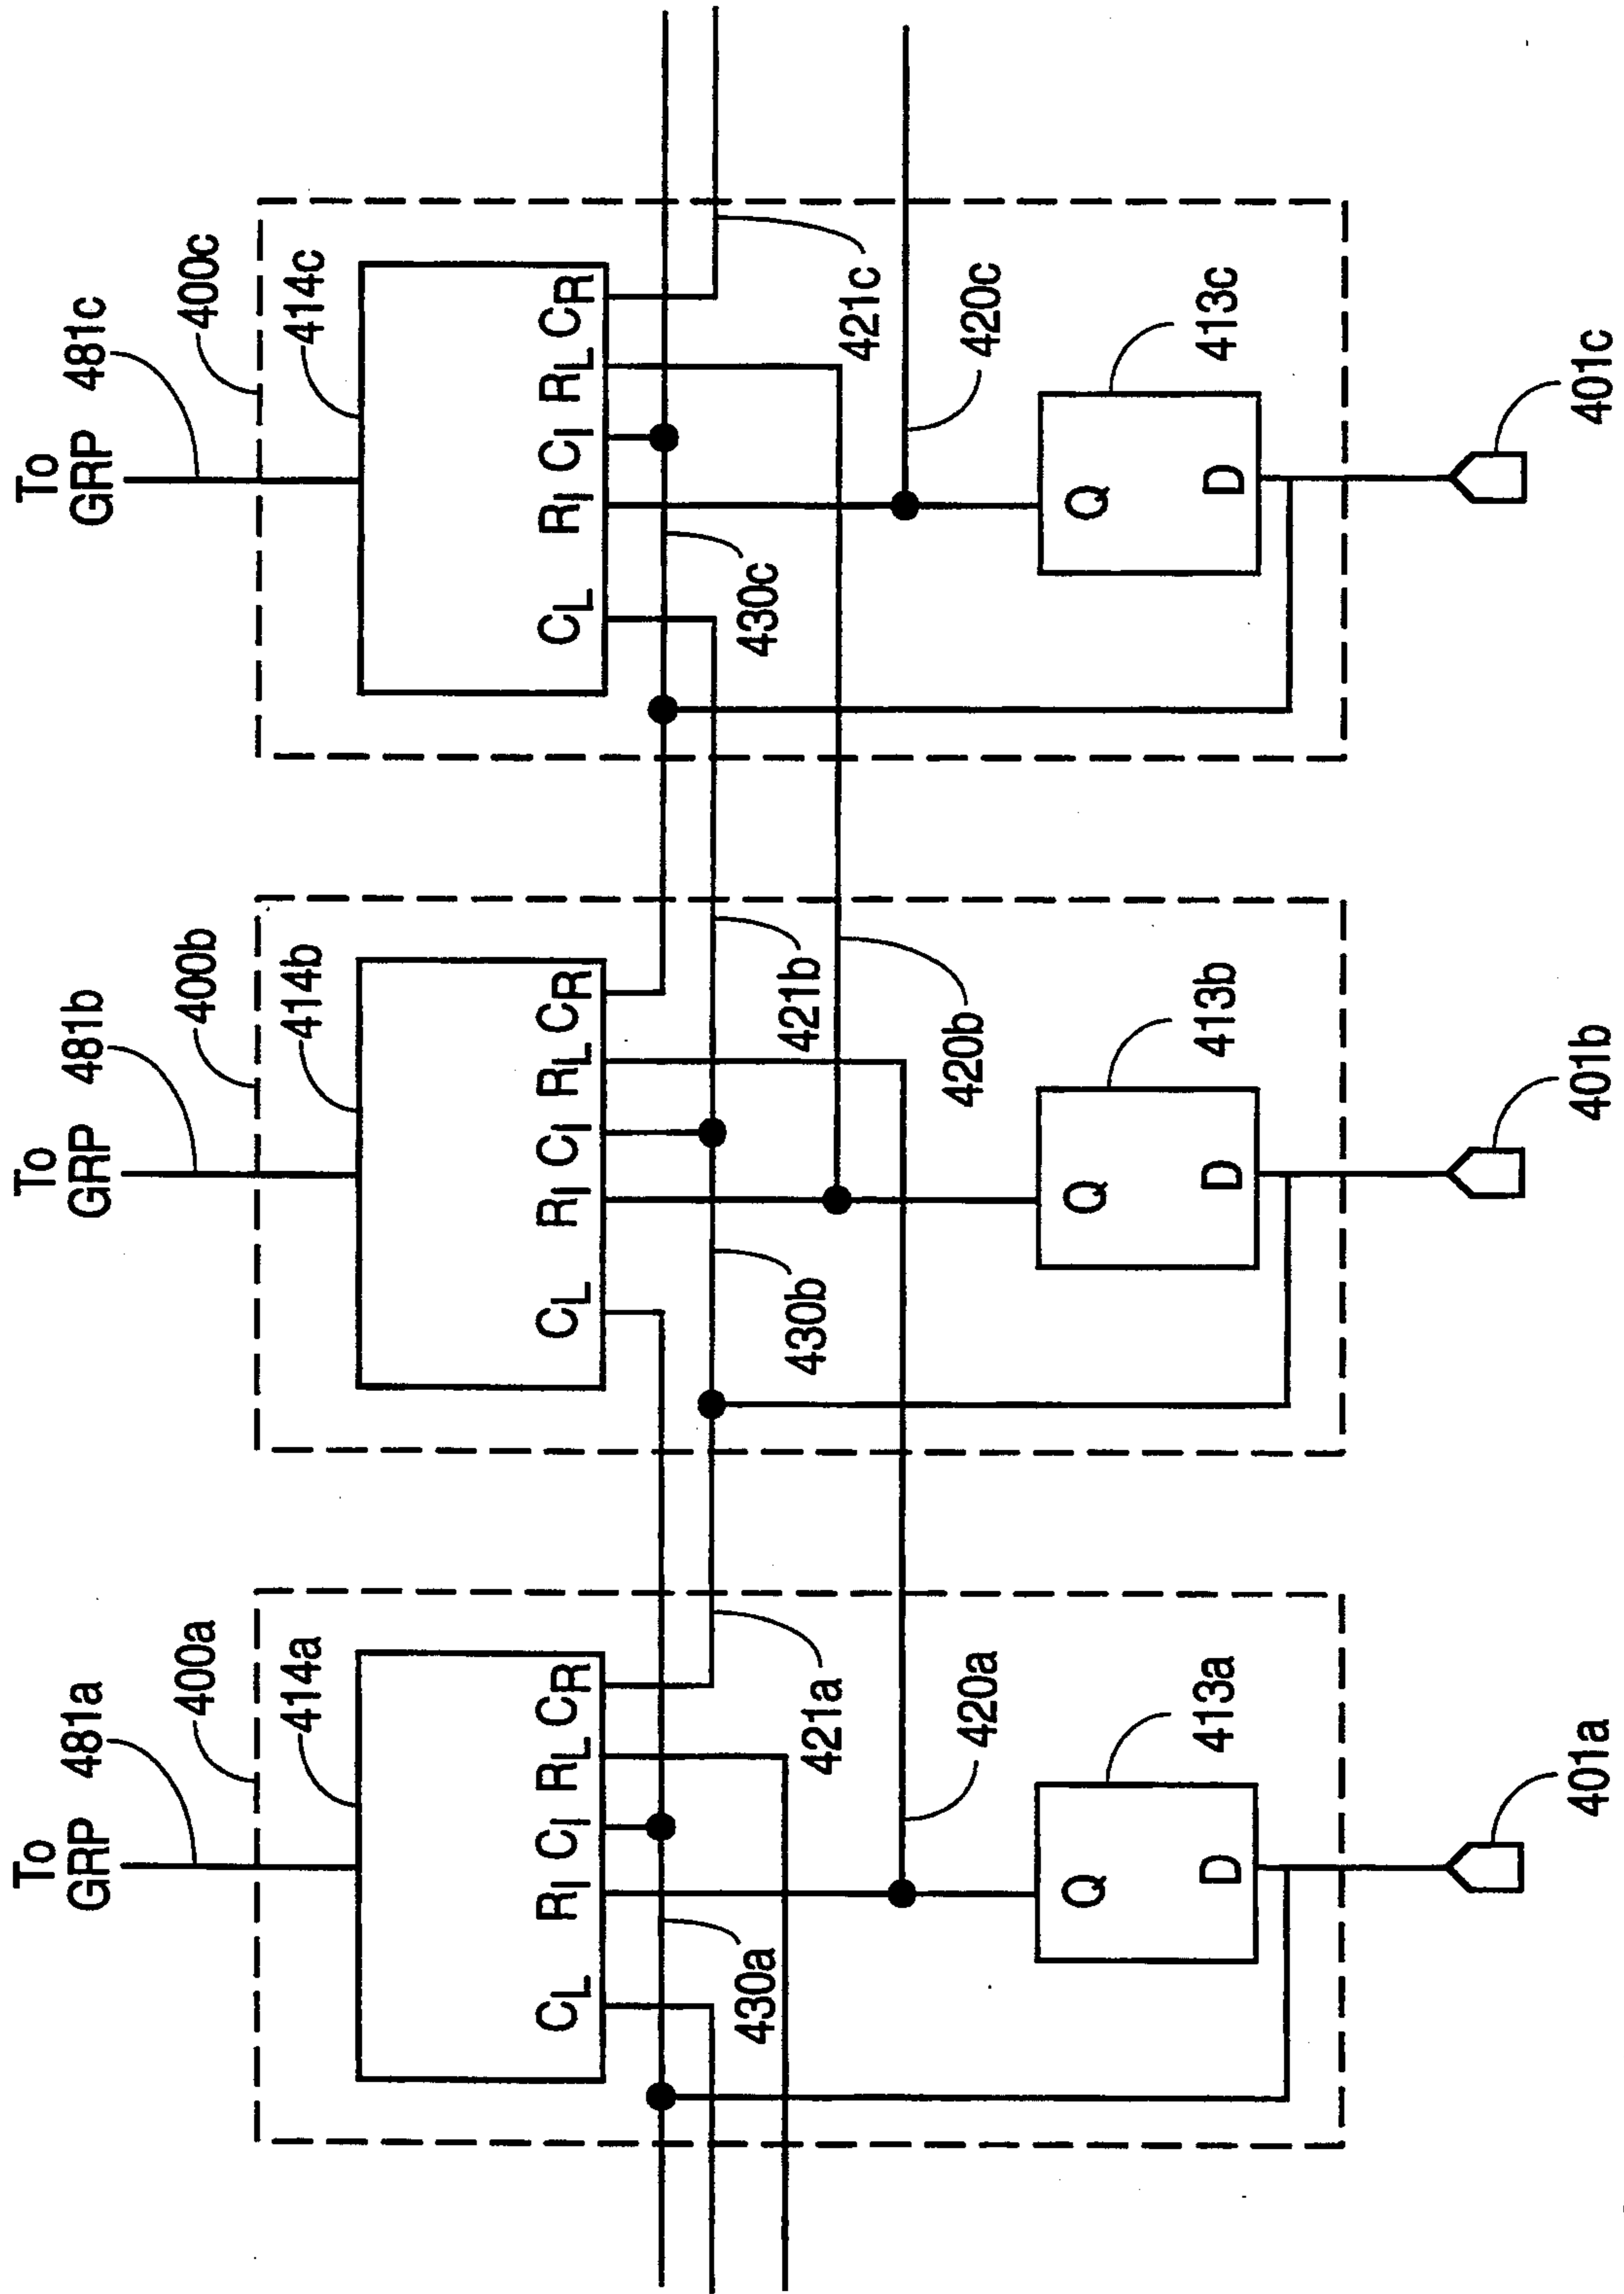 To
GRP 481a
400a
414a
CL RI CI RL CR
430a
421a
420a
Q
D
413a
401a
To
GRP 481b
400b
414b
CL RI CI RL CR
430b
421b
420b
Q
D
413b
401b
To
GRP 481c
400c
414c
CL RI CI RL CR
430c
421c
420c
Q
D
413c
401c